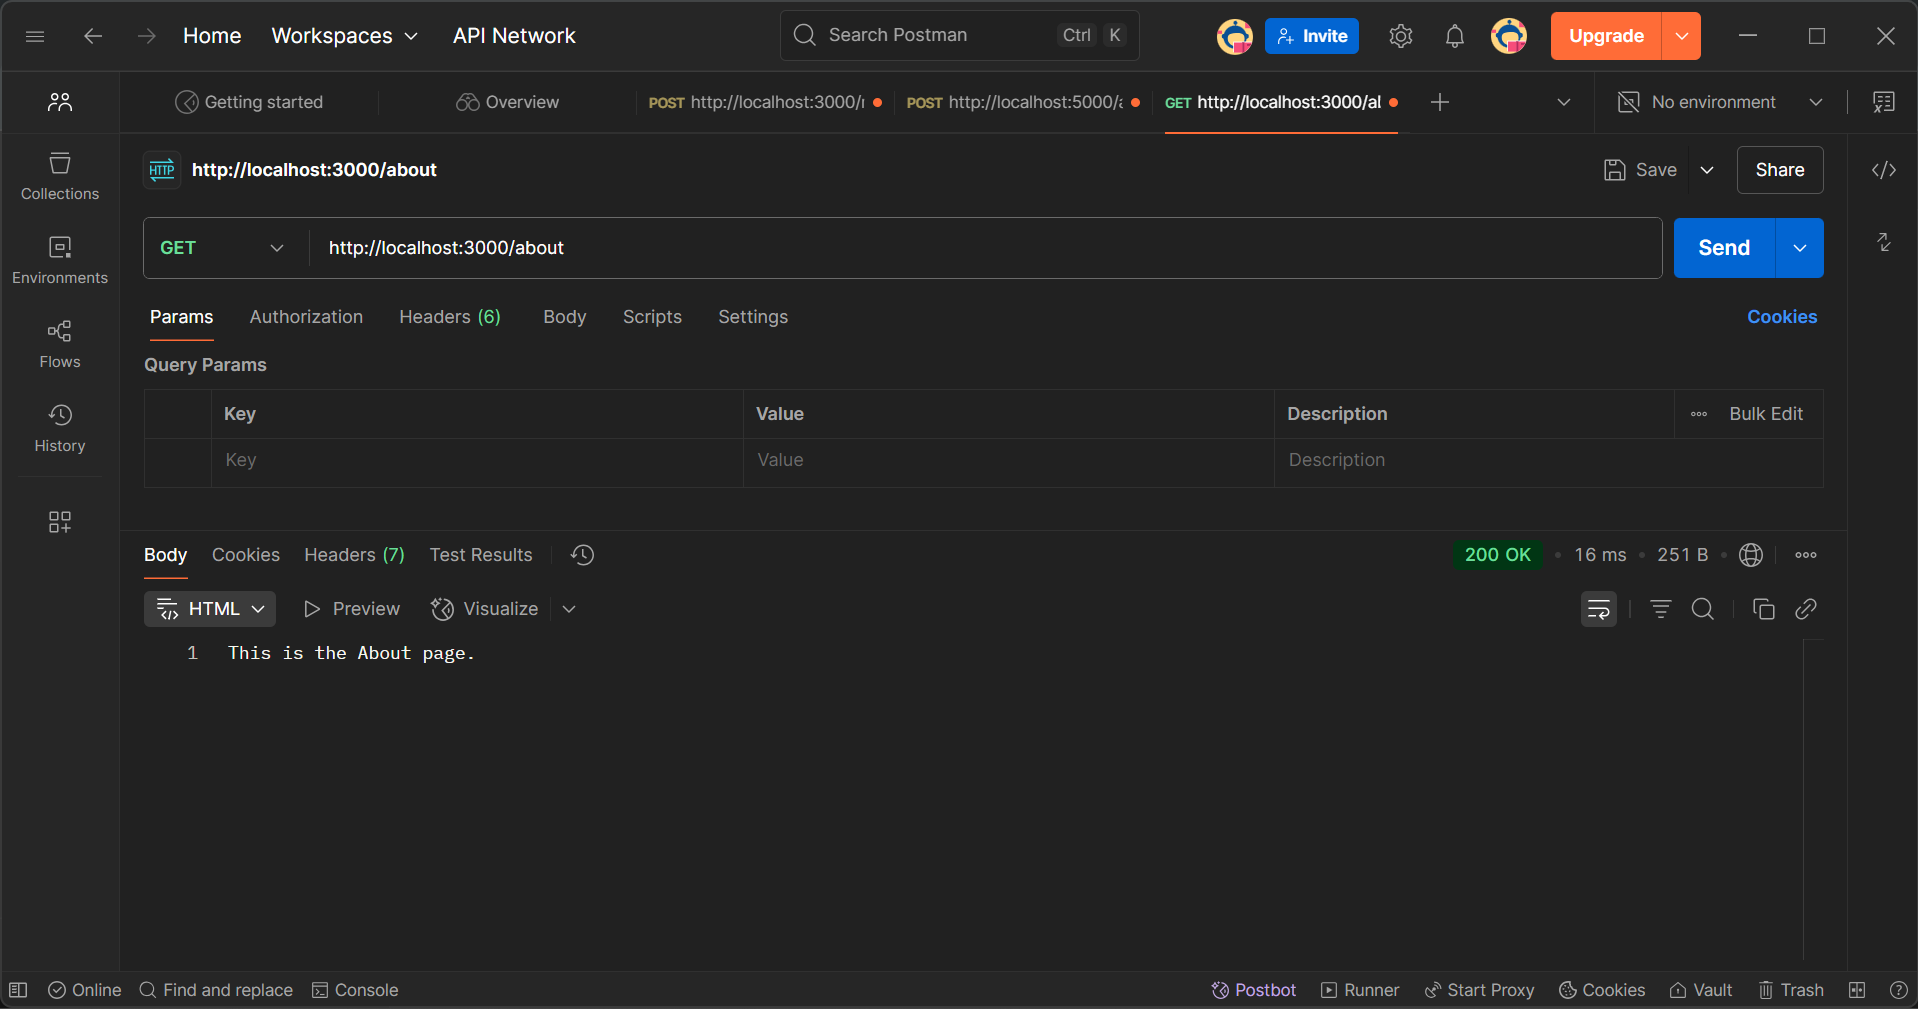 Home Workspaces API Network Search Postman Ctrl K Invite Upgrade
Getting started Overview POST http://localhost:3000/ POST http://localhost:5000/ GET http://localhost:3000/al No environment
HTTP http://localhost:3000/about Save Share
Collections
GET http://localhost:3000/about Send
Environments
Params Authorization Headers (6) Body Scripts Settings Cookies
Flows
Query Params
Key Value Description Bulk Edit
History
Key Value Description
Body Cookies Headers (7) Test Results 200 OK 16 ms 251 B
HTML Preview Visualize
1 This is the About page.
Online Find and replace Console Postbot Runner Start Proxy Cookies Vault Trash